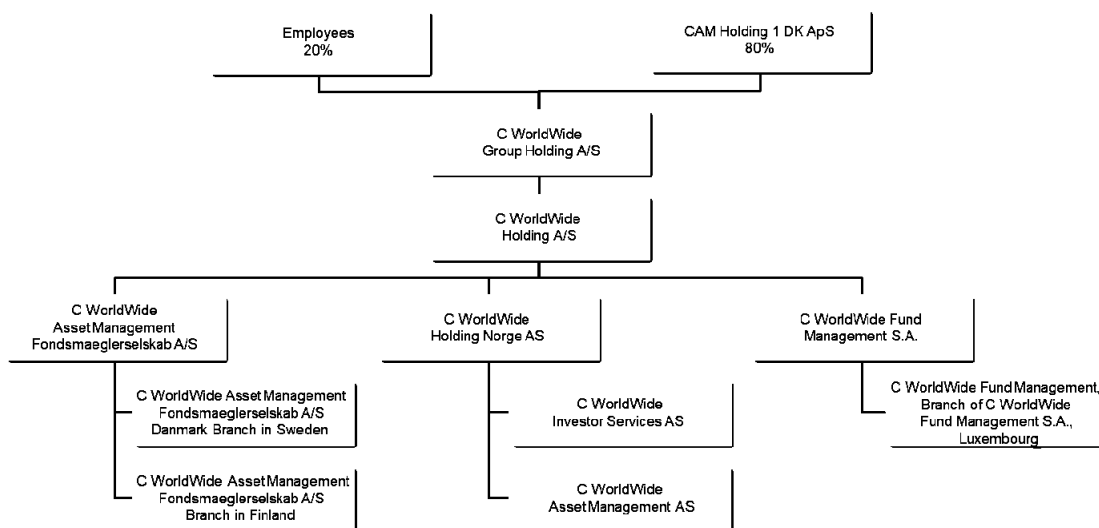 Employees
20%
CAM Holding 1 DK ApS
80%
C WorldWide
Group Holding A/S
C WorldWide
Holding A/S
C WorldWide
Asset Management
Fondsmaeglerselskab A/S
C WorldWide
Holding Norge AS
C WorldWide Fund
Management S.A.
C WorldWide Asset Management
Fondsmaeglerselskab A/S
Danmark Branch in Sweden
C WorldWide
Investor Services AS
C WorldWide Fund Management,
Branch of C WorldWide
Fund Management S.A.,
Luxembourg
C WorldWide Asset Management
Fondsmaeglerselskab A/S
Branch in Finland
C WorldWide
Asset Management AS